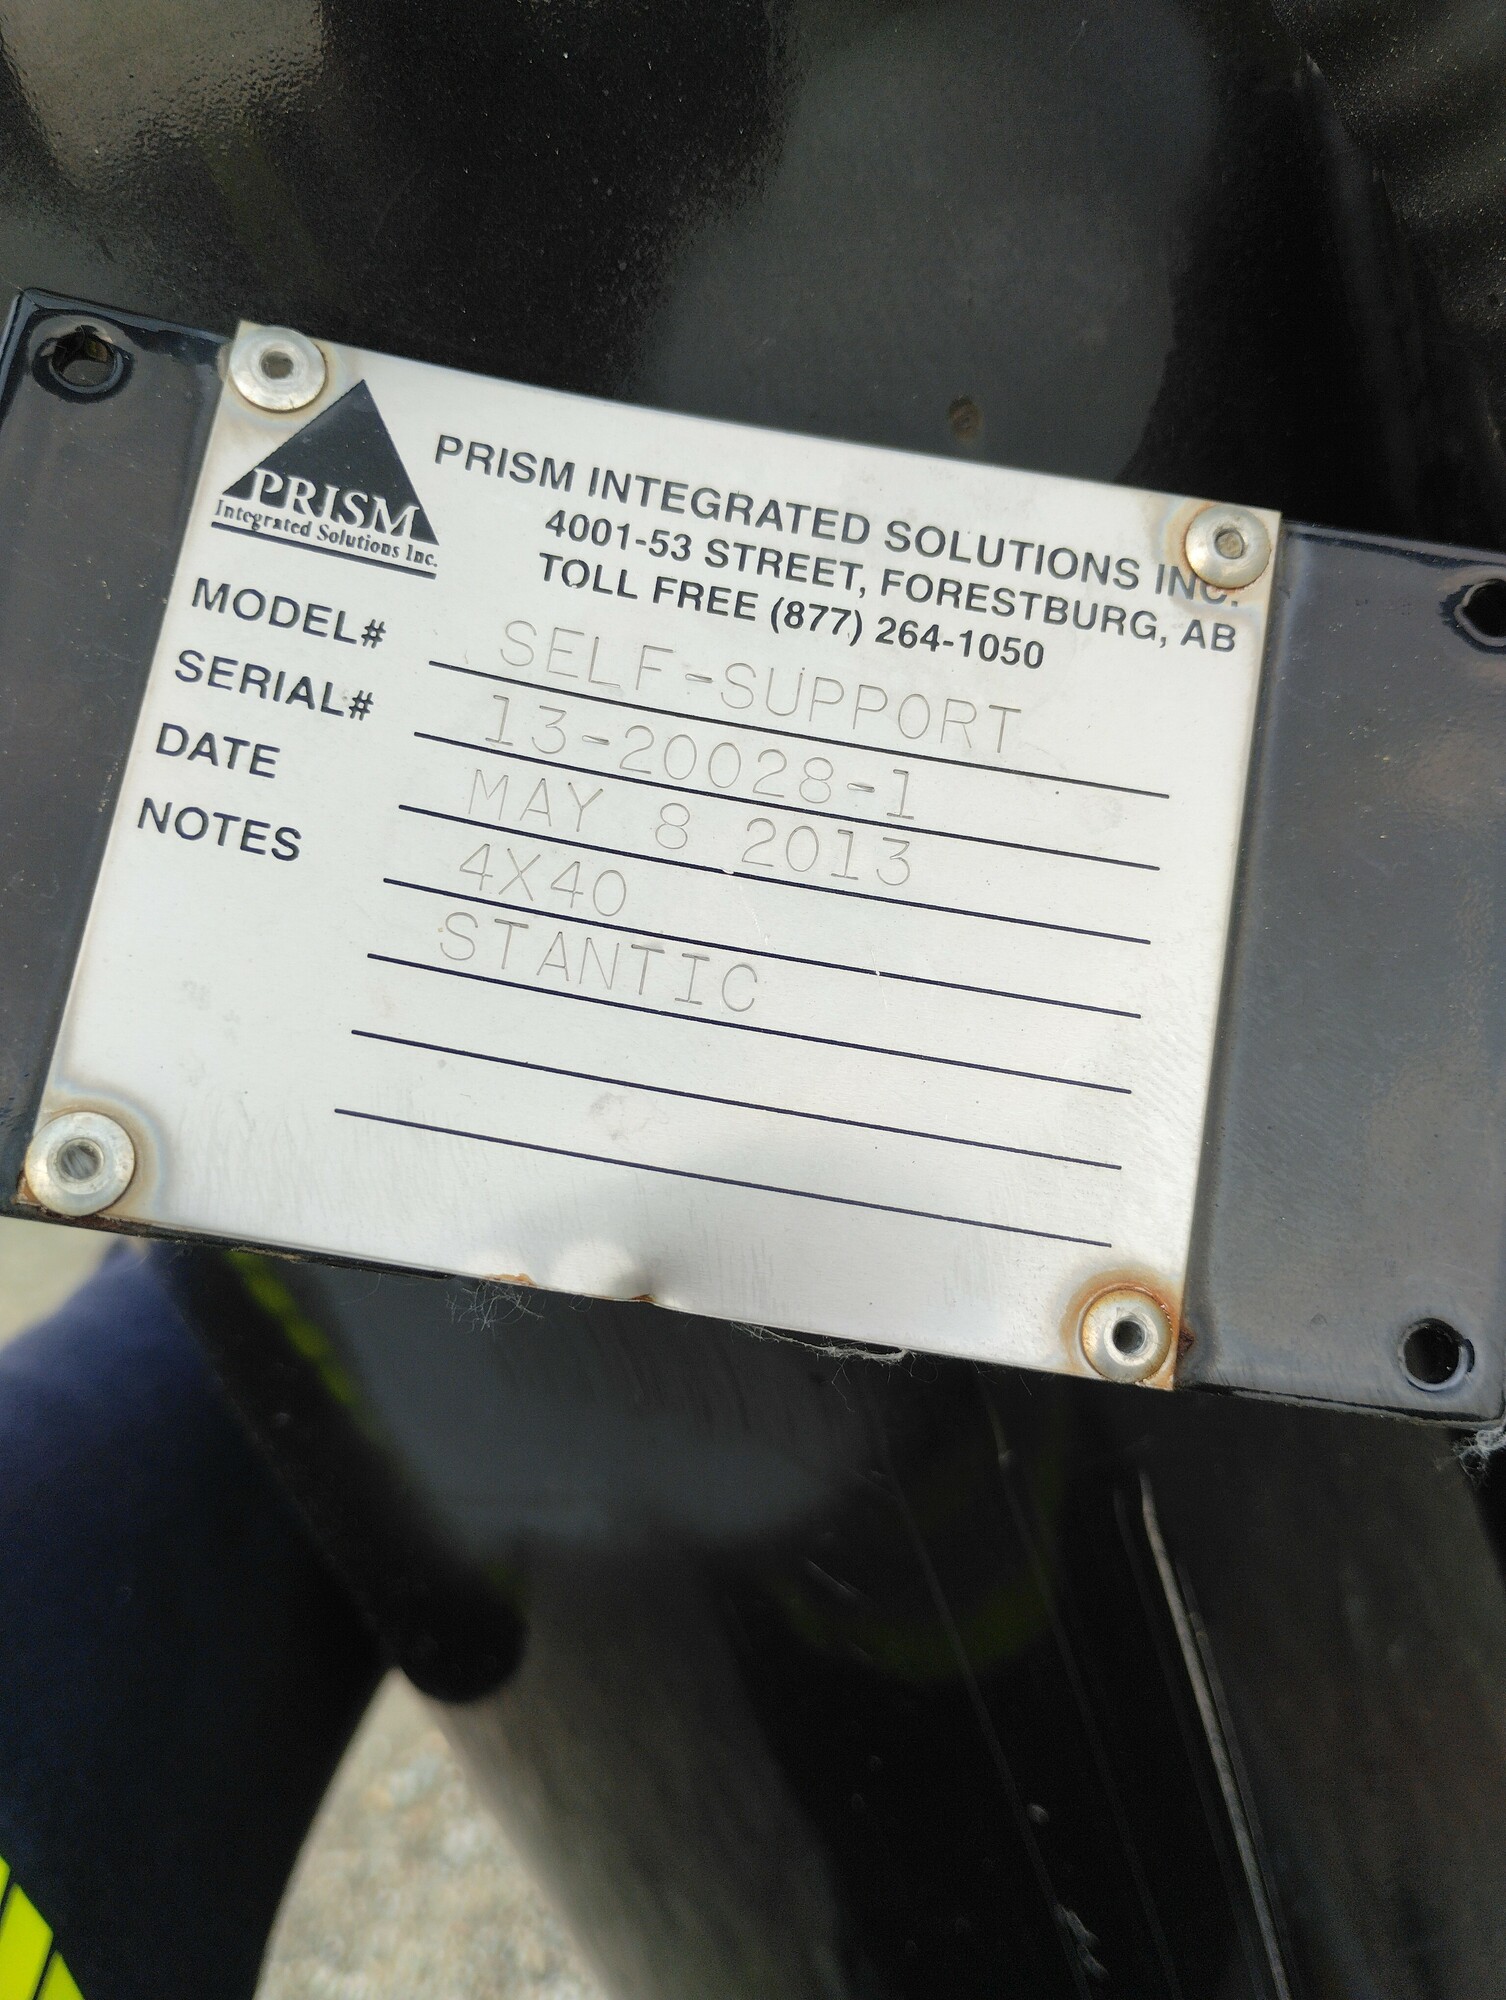 PRISM
Integrated Solutions Inc.
PRISM INTEGRATED SOLUTIONS INC.
4001-53 STREET, FORESTBURG, AB
TOLL FREE (877) 264-1050
MODEL# SELF-SUPPORT
SERIAL# 13-20028-1
DATE MAY 8 2013
NOTES 4X40
STANTIC